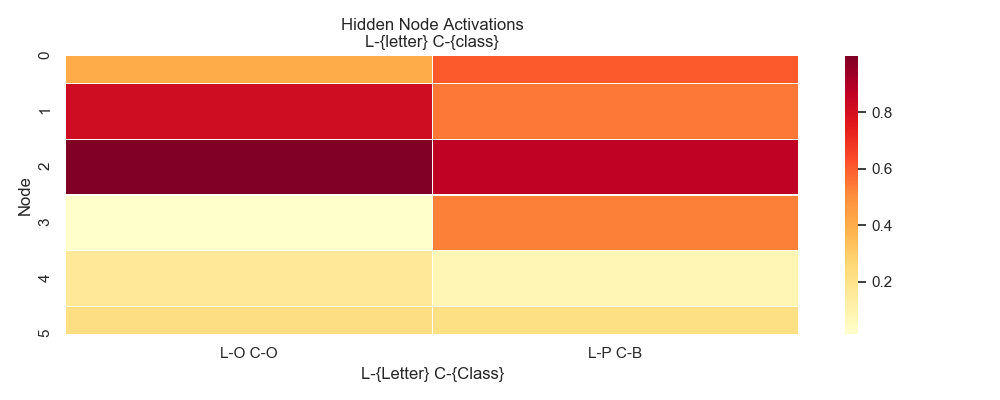 Hidden Node Activations
L-{letter} C-{class}
Node
0
1
2
3
4
5
L-O C-O
L-P C-B
L-{Letter} C-{Class}
0.8
0.6
0.4
0.2